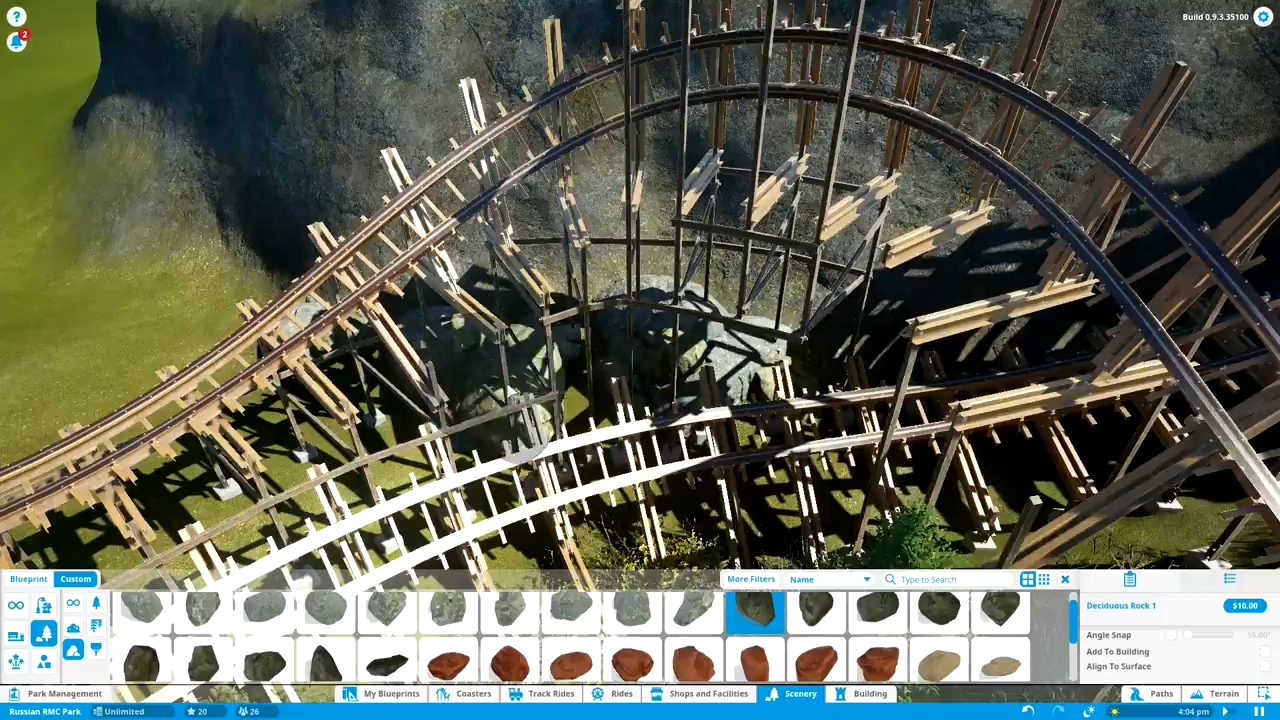 ?
Build 0.9.3.35100
2
Blueprint Custom
More Filters Name Type to Search
Deciduous Rock 1 $10.00
Angle Snap 15.00°
Add To Building
Align To Surface
Park Management My Blueprints Coasters Track Rides Rides Shops and Facilities Scenery Building Paths Terrain
Russian RMC Park Unlimited 20 26 4:04 pm